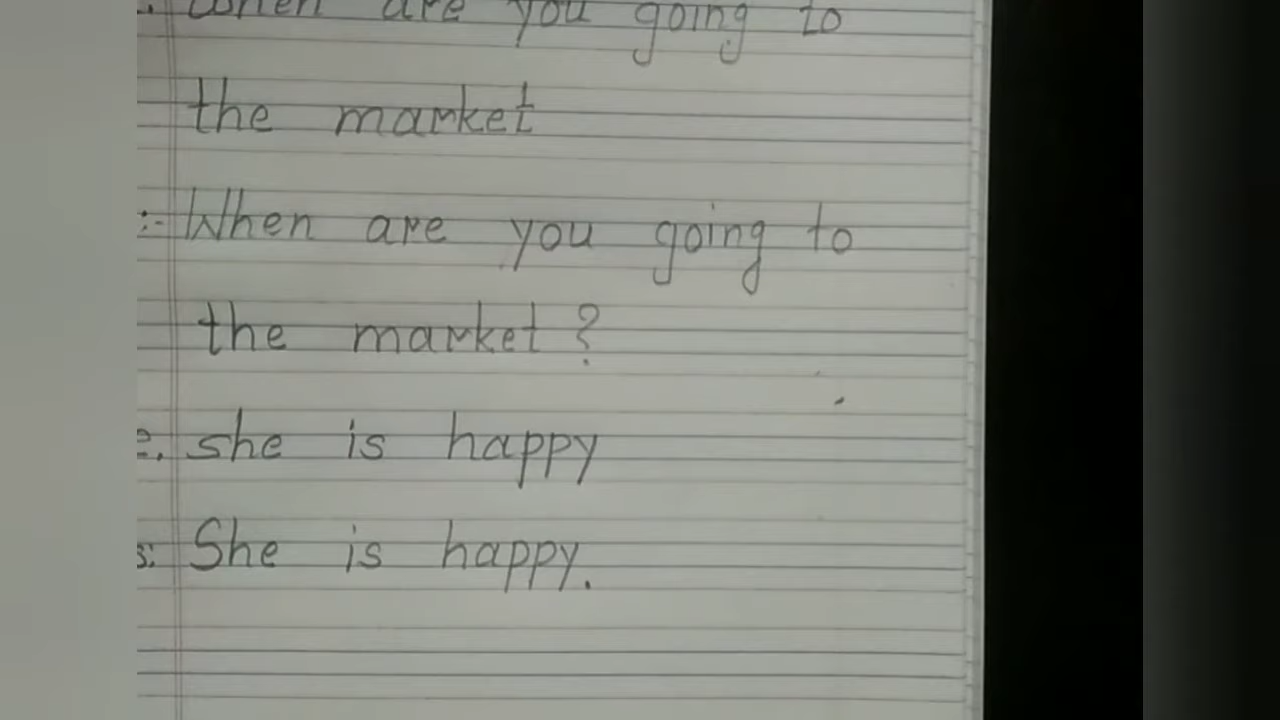 . when are you going to
the market
:- When are you going to
the market ?
2. she is happy
s: She is happy.